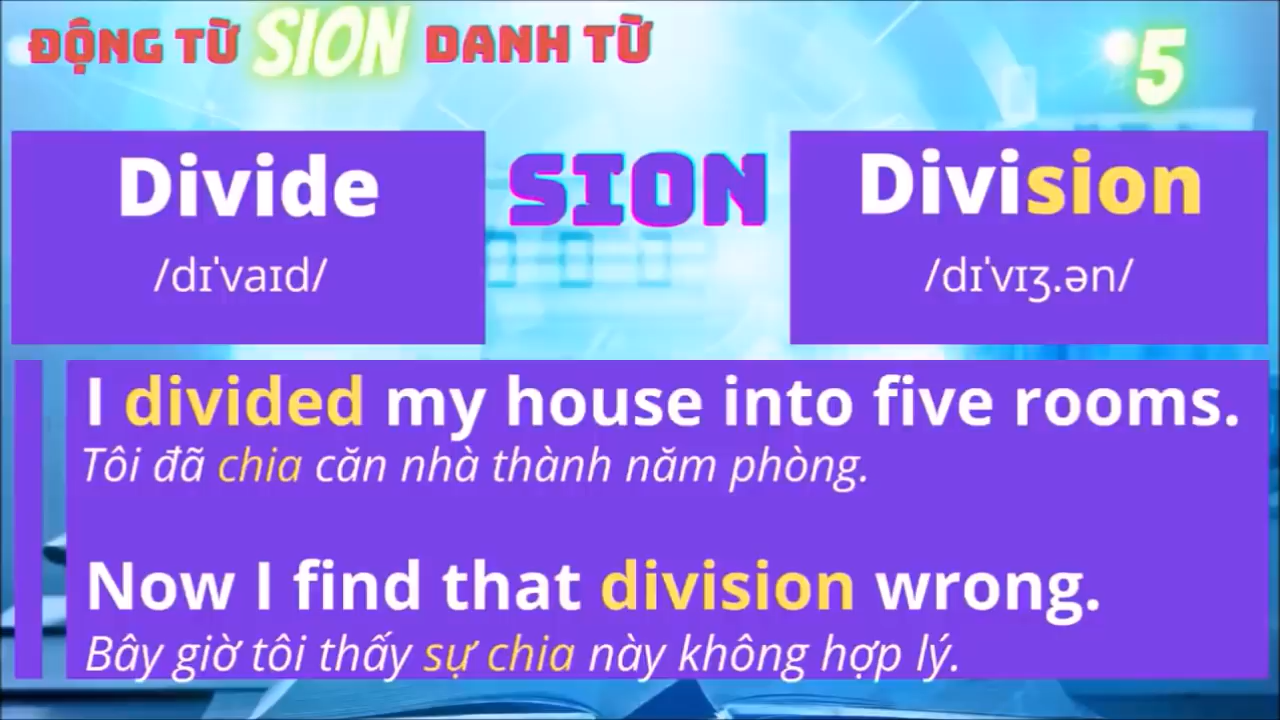 ĐỘNG TỪ SION DANH TỪ
5
Divide
/dɪˈvaɪd/
SION
Division
/dɪˈvɪʒ.ən/
I divided my house into five rooms.
Tôi đã chia căn nhà thành năm phòng.
Now I find that division wrong.
Bây giờ tôi thấy sự chia này không hợp lý.